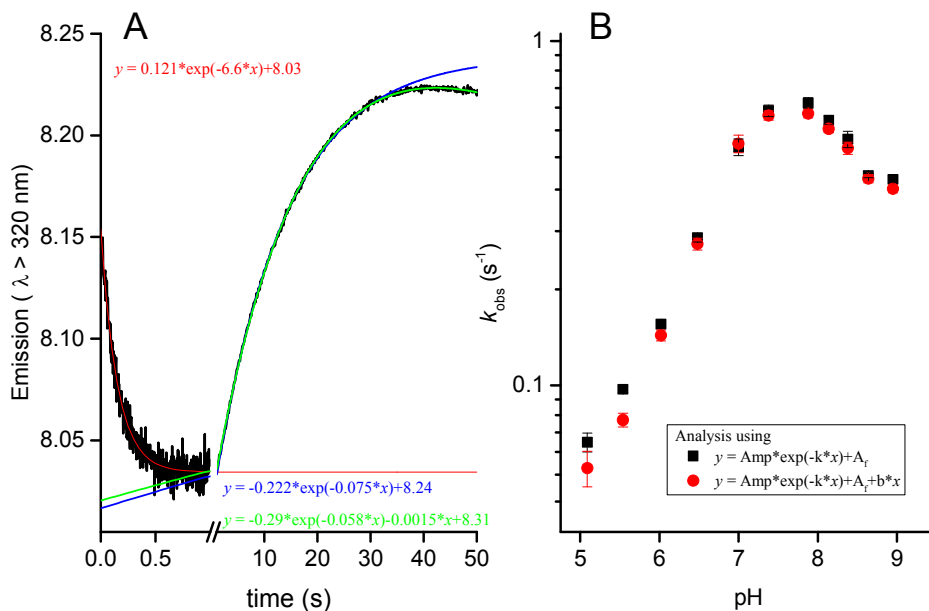 A
8.25
8.20
8.15
8.10
8.05
Emission ( λ > 320 nm)
y = 0.121*exp(-6.6*x)+8.03
y = -0.222*exp(-0.075*x)+8.24
y = -0.29*exp(-0.058*x)-0.0015*x+8.31
0.0 0.5 10 20 30 40 50
time (s)
B
1
0.1
k_obs (s⁻¹)
Analysis using
y = Amp*exp(-k*x)+A_f
y = Amp*exp(-k*x)+A_f+b*x
5 6 7 8 9
pH